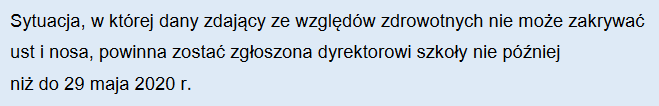 Sytuacja, w której dany zdający ze względów zdrowotnych nie może zakrywać
ust i nosa, powinna zostać zgłoszona dyrektorowi szkoły nie później
niż do 29 maja 2020 r.